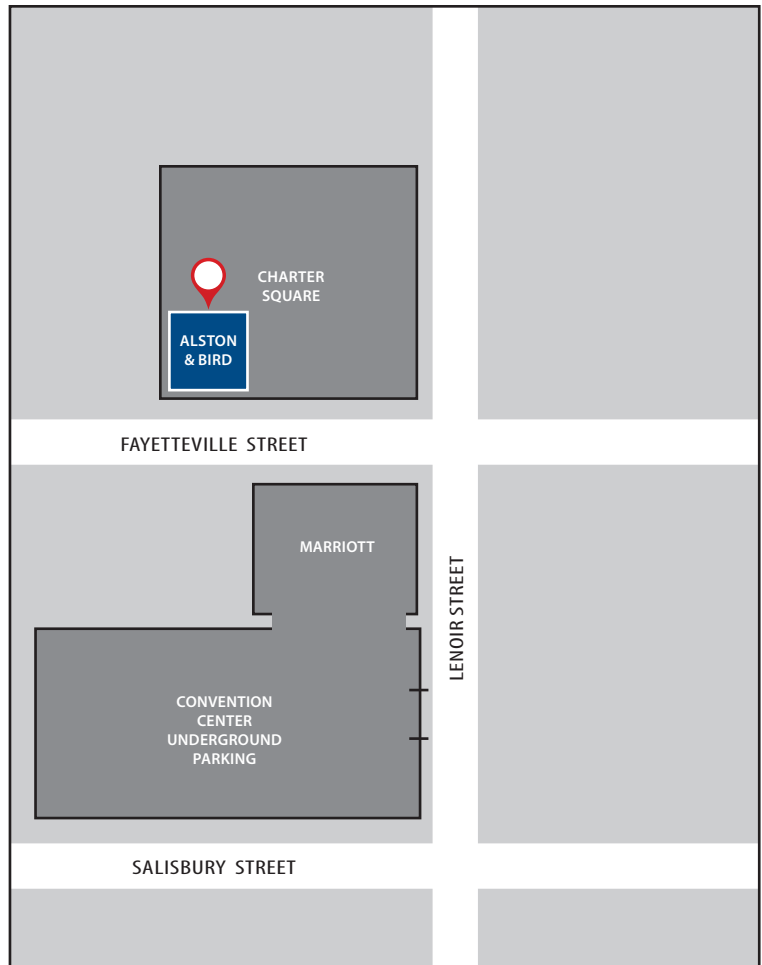 CHARTER
SQUARE
ALSTON
& BIRD
FAYETTEVILLE STREET
MARRIOTT
LENOIR STREET
CONVENTION
CENTER
UNDERGROUND
PARKING
SALISBURY STREET